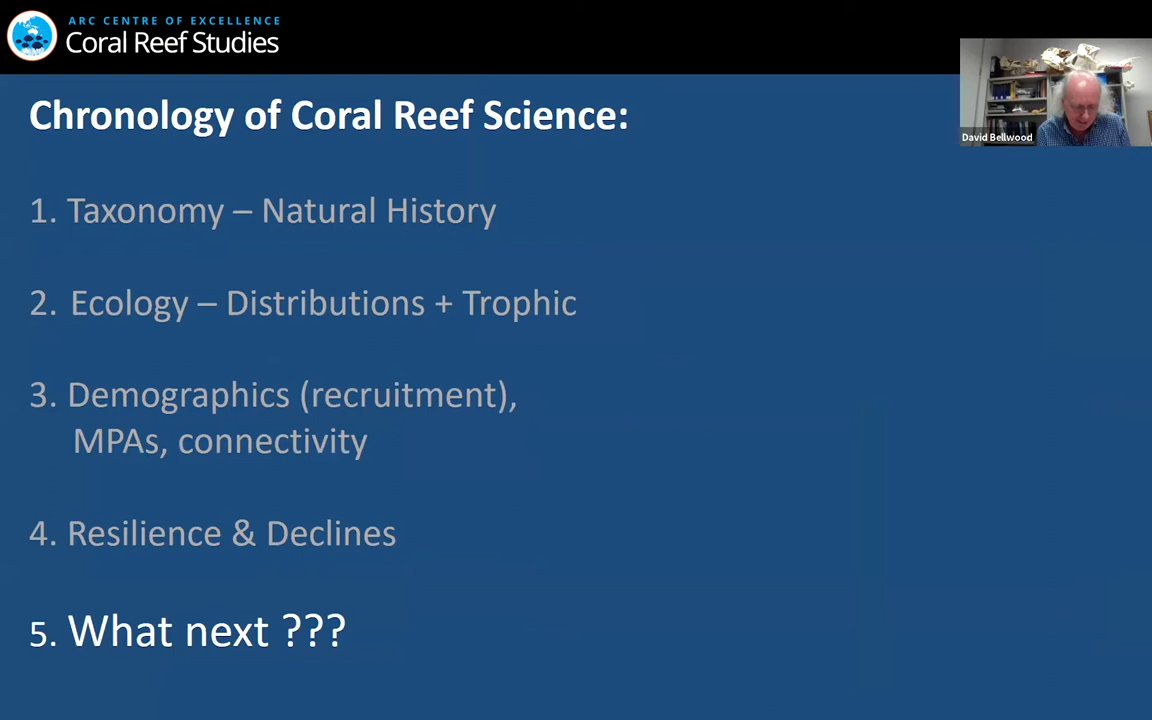 ARC CENTRE OF EXCELLENCE
Coral Reef Studies
David Bellwood
Chronology of Coral Reef Science:
1. Taxonomy – Natural History
2. Ecology – Distributions + Trophic
3. Demographics (recruitment),
MPAs, connectivity
4. Resilience & Declines
5. What next ???